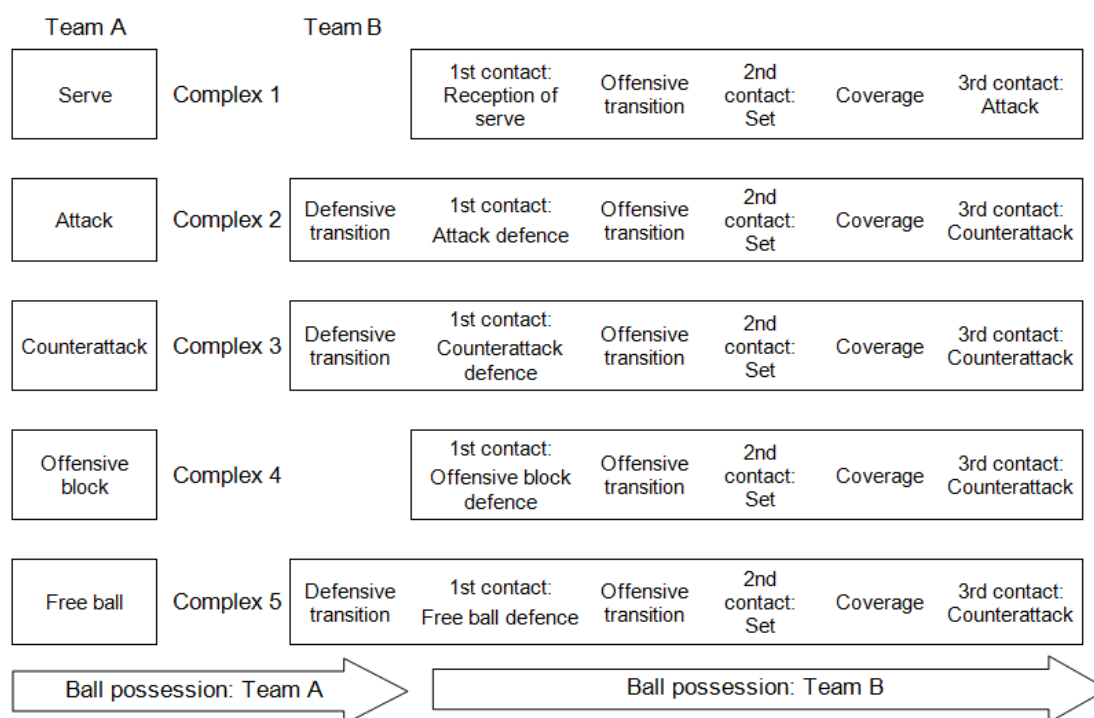 Team A
Team B
Serve
Complex 1
1st contact:
Reception of
serve
Offensive
transition
2nd
contact:
Set
Coverage
3rd contact:
Attack
Attack
Complex 2
Defensive
transition
1st contact:
Attack defence
Offensive
transition
2nd
contact:
Set
Coverage
3rd contact:
Counterattack
Counterattack
Complex 3
Defensive
transition
1st contact:
Counterattack
defence
Offensive
transition
2nd
contact:
Set
Coverage
3rd contact:
Counterattack
Offensive
block
Complex 4
1st contact:
Offensive block
defence
Offensive
transition
2nd
contact:
Set
Coverage
3rd contact:
Counterattack
Free ball
Complex 5
Defensive
transition
1st contact:
Free ball defence
Offensive
transition
2nd
contact:
Set
Coverage
3rd contact:
Counterattack
Ball possession: Team A
Ball possession: Team B